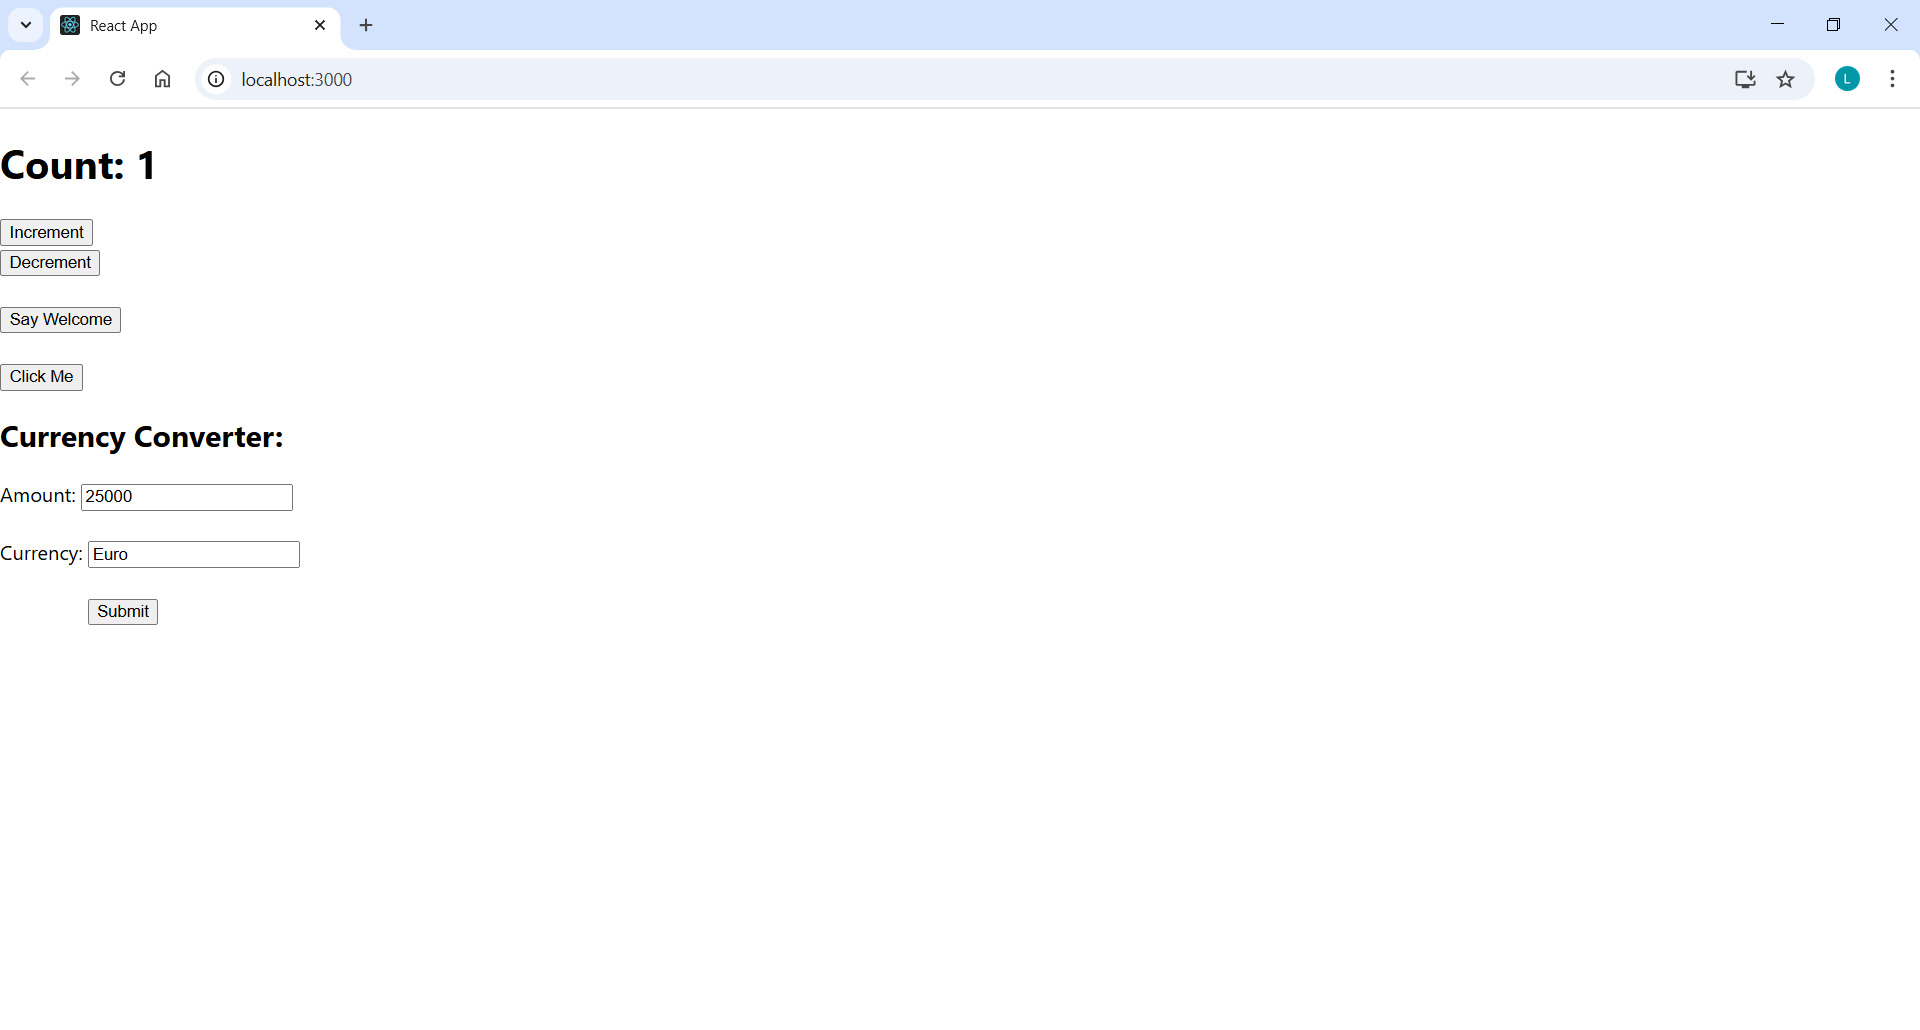 React App
localhost:3000
L
Count: 1
Increment
Decrement
Say Welcome
Click Me
Currency Converter:
Amount: 25000
Currency: Euro
Submit